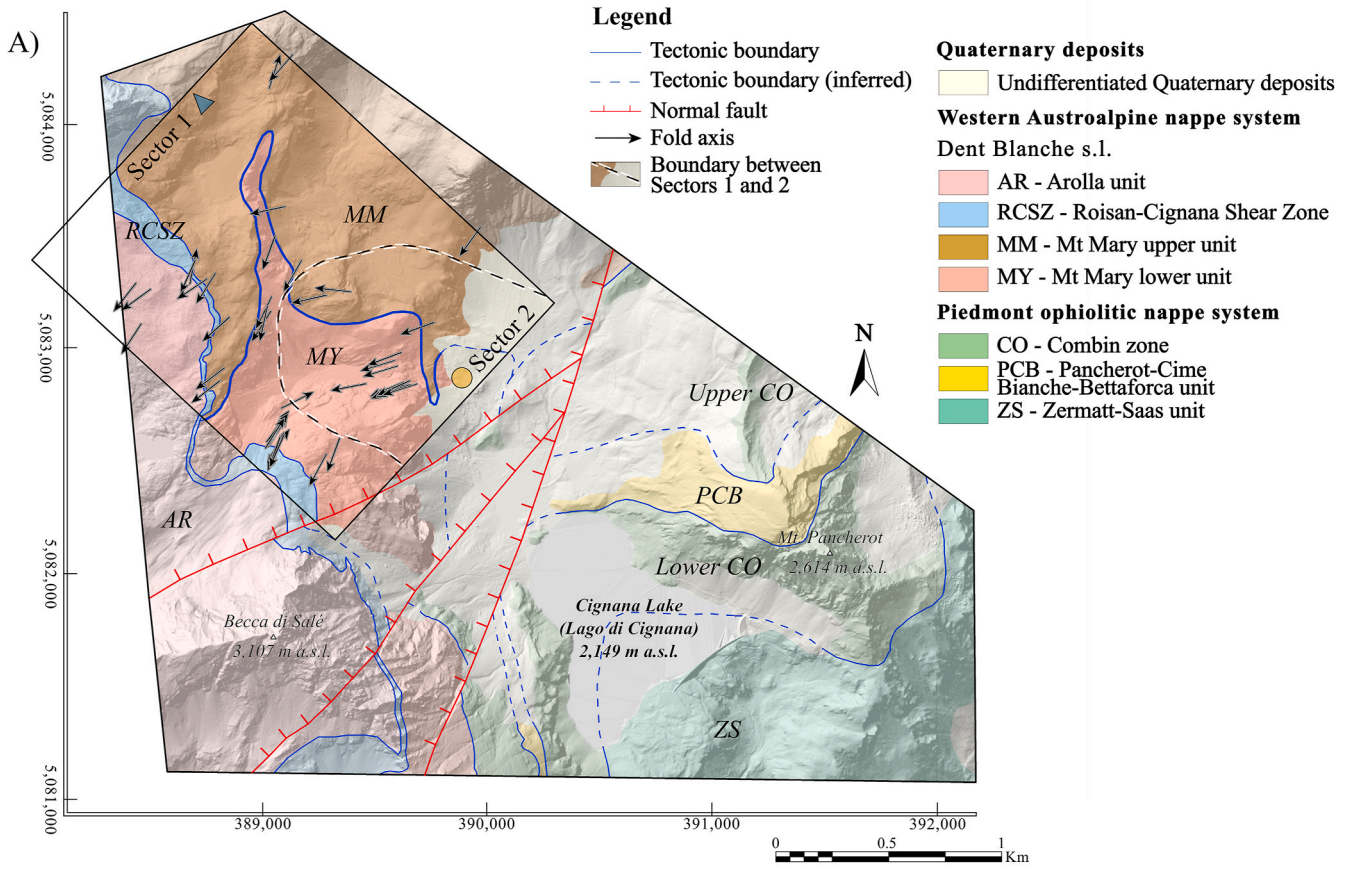 A)
Legend
Tectonic boundary
Tectonic boundary (inferred)
Normal fault
Fold axis
Boundary between
Sectors 1 and 2
Quaternary deposits
Undifferentiated Quaternary deposits
Western Austroalpine nappe system
Dent Blanche s.l.
AR - Arolla unit
RCSZ - Roisan-Cignana Shear Zone
MM - Mt Mary upper unit
MY - Mt Mary lower unit
Piedmont ophiolitic nappe system
CO - Combin zone
PCB - Pancherot-Cime
Bianche-Bettaforca unit
ZS - Zermatt-Saas unit
5,084,000
5,083,000
5,082,000
5,081,000
Sector 1
RCSZ
MM
MY
Sector 2
N
Upper CO
PCB
AR
Mt. Pancherot
2,614 m a.s.l.
Lower CO
Cignana Lake
(Lago di Cignana)
2,149 m a.s.l.
Becca di Salé
3,107 m a.s.l.
ZS
389,000
390,000
391,000
392,000
0
0.5
1
Km